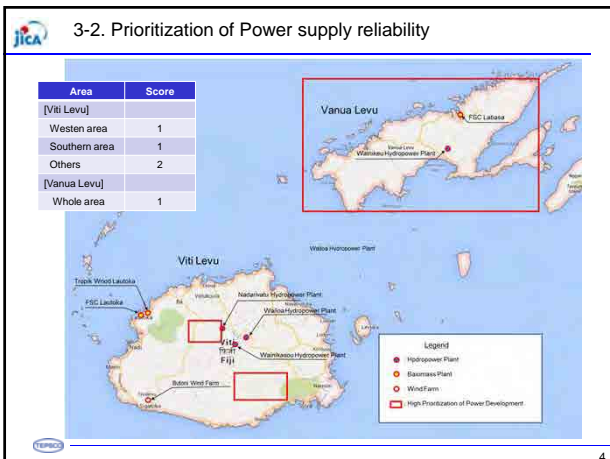 jica
3-2. Prioritization of Power supply reliability
Area Score
[Viti Levu]
Westen area 1
Southern area 1
Others 2
[Vanua Levu]
Whole area 1
Vanua Levu
FSC Labasa
Wainikeu Hydropower Plant
Wailoa Hydropower Plant
Viti Levu
Tropik Wood Lautoka
FSC Lautoka
Nadarivatu Hydropower Plant
Wailoa Hydropower Plant
Viti
Fiji
Wainikasou Hydropower Plant
Butoni Wind Farm
Legend
Hydropower Plant
Biaomass Plant
Wind Farm
High Prioritization of Power Development
TEPSCO
4